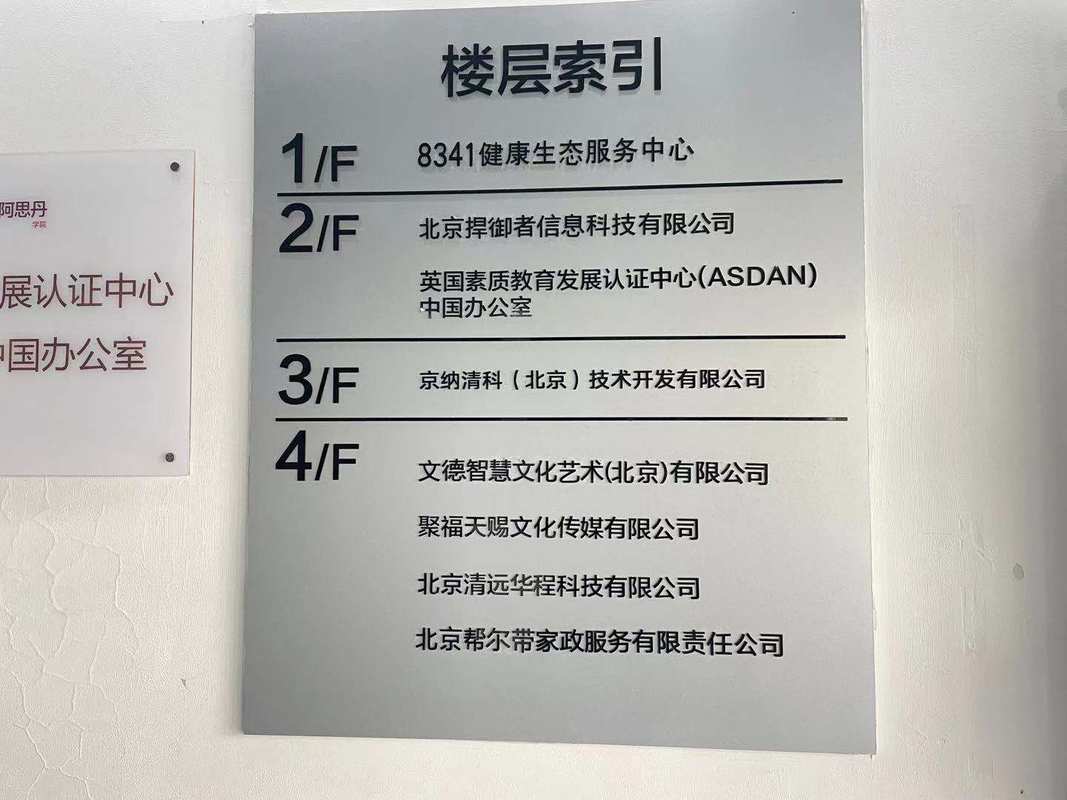 楼层索引
1/F
8341健康生态服务中心
2/F
北京捍御者信息科技有限公司
英国素质教育发展认证中心(ASDAN)
中国办公室
3/F
京纳清科（北京）技术开发有限公司
4/F
文德智慧文化艺术(北京)有限公司
聚福天赐文化传媒有限公司
北京清远华程科技有限公司
北京帮尔带家政服务有限责任公司
阿思丹
学院
展认证中心
中国办公室